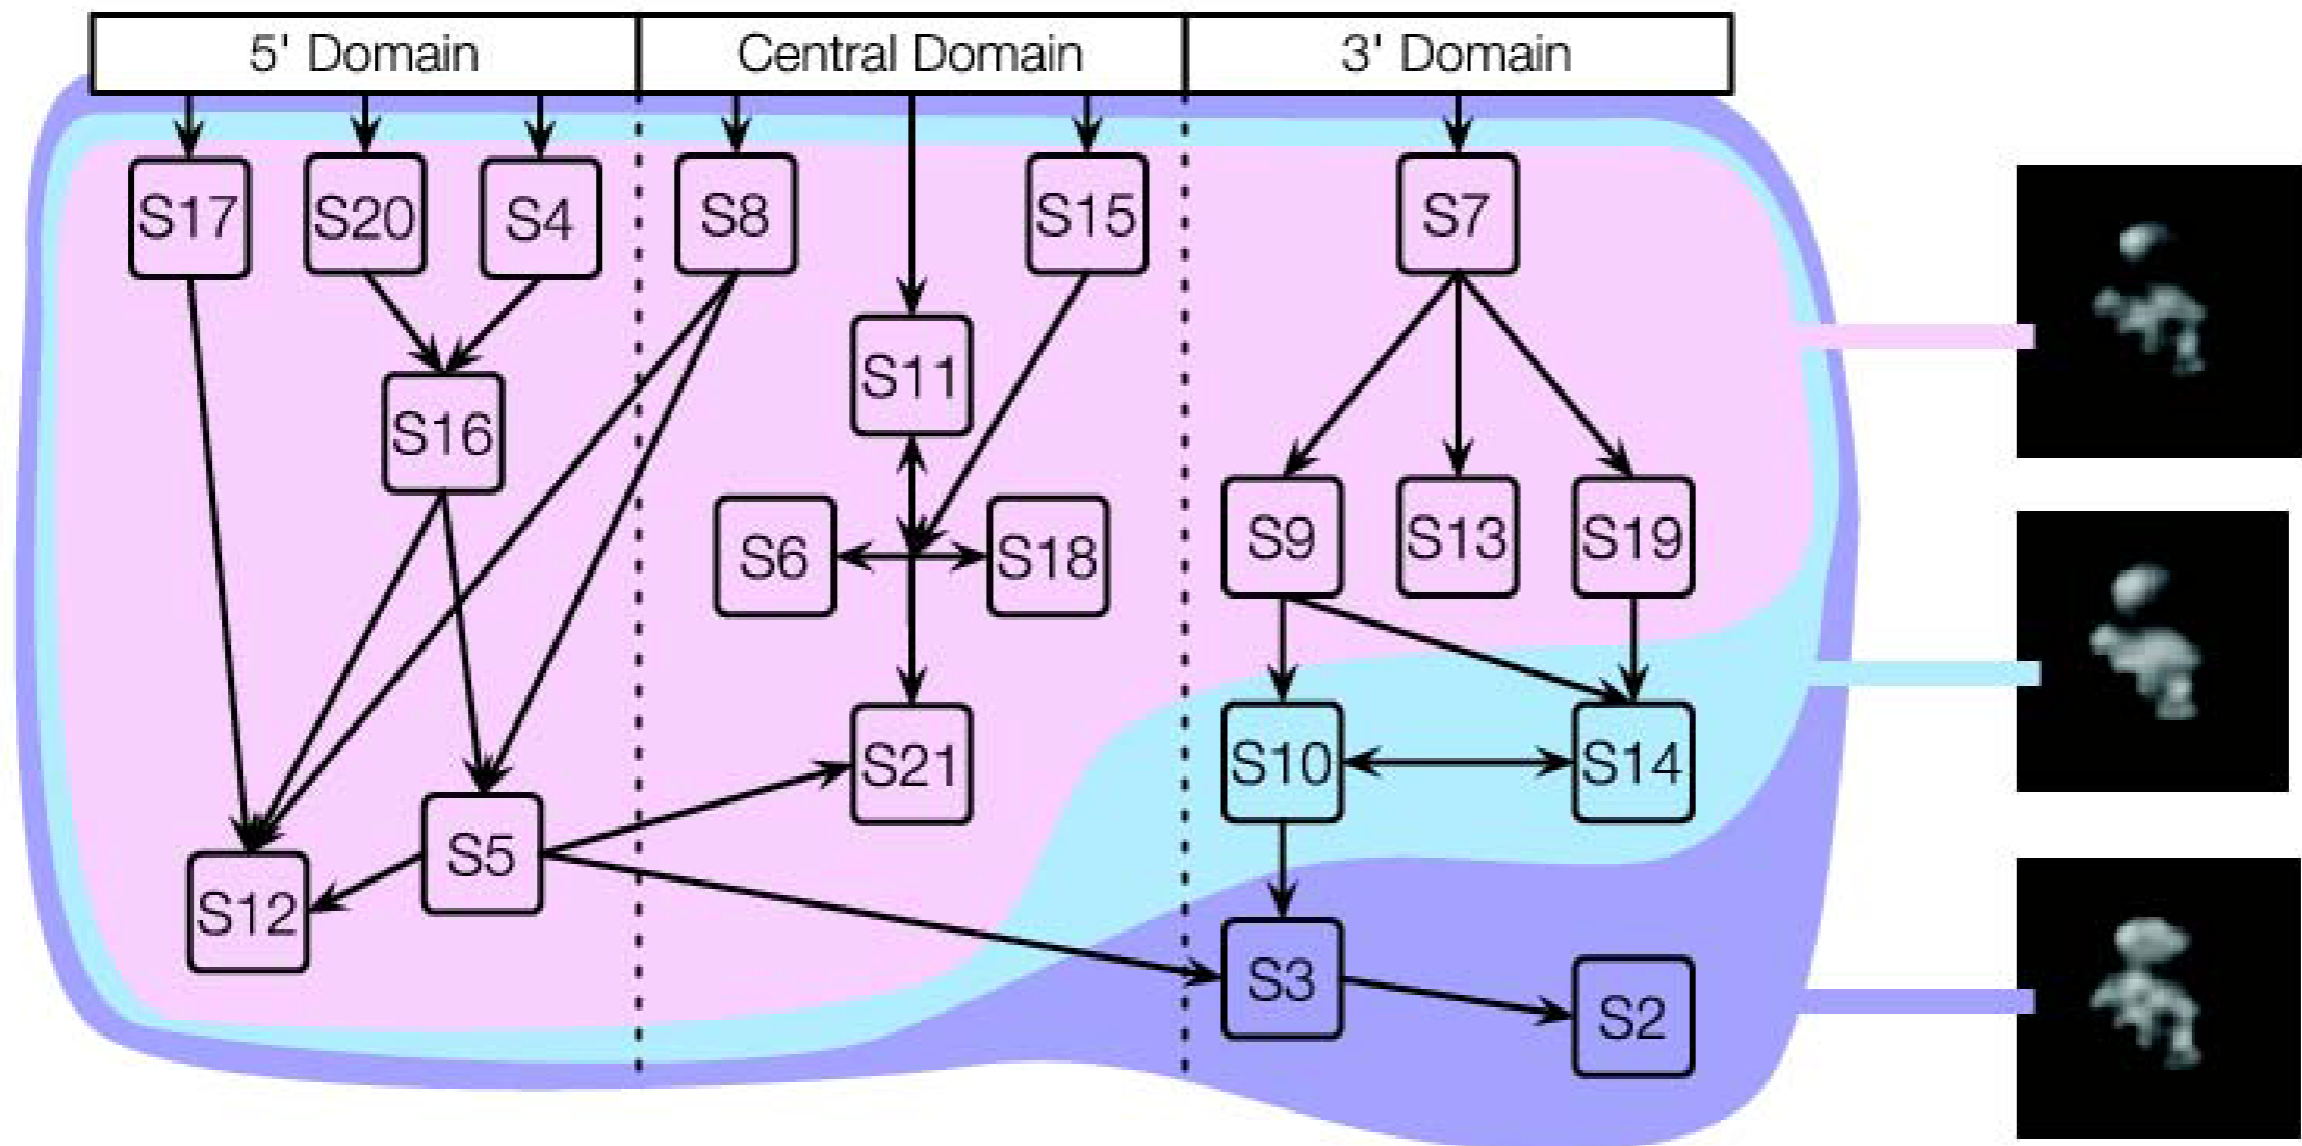 5' Domain Central Domain 3' Domain
S17 S20 S4 S8 S15 S7
S11
S16
S6 S18 S9 S13 S19
S21 S10 S14
S5
S12
S3
S2